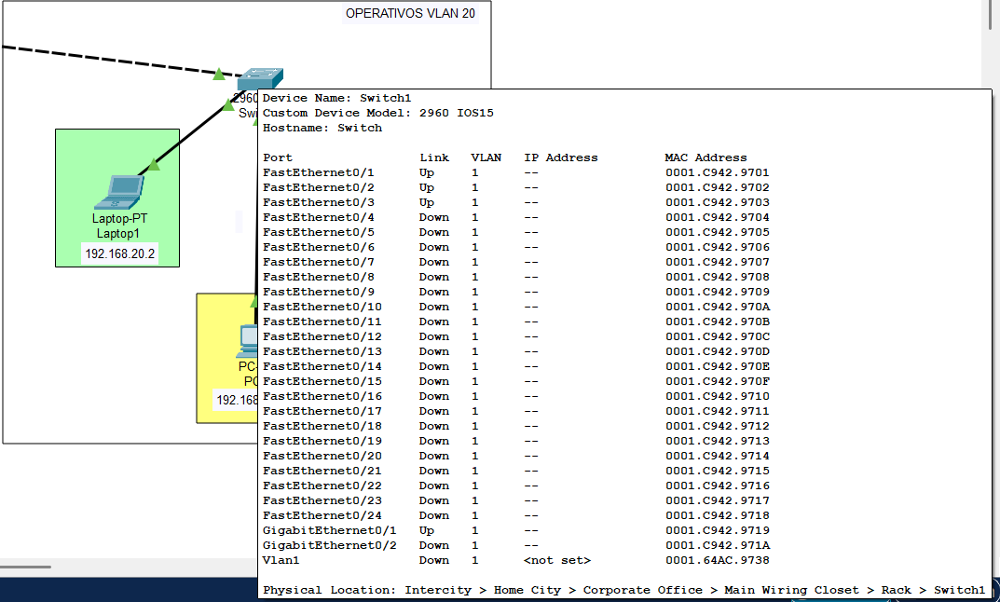 OPERATIVOS VLAN 20
2960
Swi
Laptop-PT
Laptop1
192.168.20.2
PC-
PC
192.168
Device Name: Switch1
Custom Device Model: 2960 IOS15
Hostname: Switch
Port Link VLAN IP Address MAC Address
FastEthernet0/1 Up 1 -- 0001.C942.9701
FastEthernet0/2 Up 1 -- 0001.C942.9702
FastEthernet0/3 Up 1 -- 0001.C942.9703
FastEthernet0/4 Down 1 -- 0001.C942.9704
FastEthernet0/5 Down 1 -- 0001.C942.9705
FastEthernet0/6 Down 1 -- 0001.C942.9706
FastEthernet0/7 Down 1 -- 0001.C942.9707
FastEthernet0/8 Down 1 -- 0001.C942.9708
FastEthernet0/9 Down 1 -- 0001.C942.9709
FastEthernet0/10 Down 1 -- 0001.C942.970A
FastEthernet0/11 Down 1 -- 0001.C942.970B
FastEthernet0/12 Down 1 -- 0001.C942.970C
FastEthernet0/13 Down 1 -- 0001.C942.970D
FastEthernet0/14 Down 1 -- 0001.C942.970E
FastEthernet0/15 Down 1 -- 0001.C942.970F
FastEthernet0/16 Down 1 -- 0001.C942.9710
FastEthernet0/17 Down 1 -- 0001.C942.9711
FastEthernet0/18 Down 1 -- 0001.C942.9712
FastEthernet0/19 Down 1 -- 0001.C942.9713
FastEthernet0/20 Down 1 -- 0001.C942.9714
FastEthernet0/21 Down 1 -- 0001.C942.9715
FastEthernet0/22 Down 1 -- 0001.C942.9716
FastEthernet0/23 Down 1 -- 0001.C942.9717
FastEthernet0/24 Down 1 -- 0001.C942.9718
GigabitEthernet0/1 Up 1 -- 0001.C942.9719
GigabitEthernet0/2 Down 1 -- 0001.C942.971A
Vlan1 Down 1 <not set> 0001.64AC.9738
Physical Location: Intercity > Home City > Corporate Office > Main Wiring Closet > Rack > Switch1